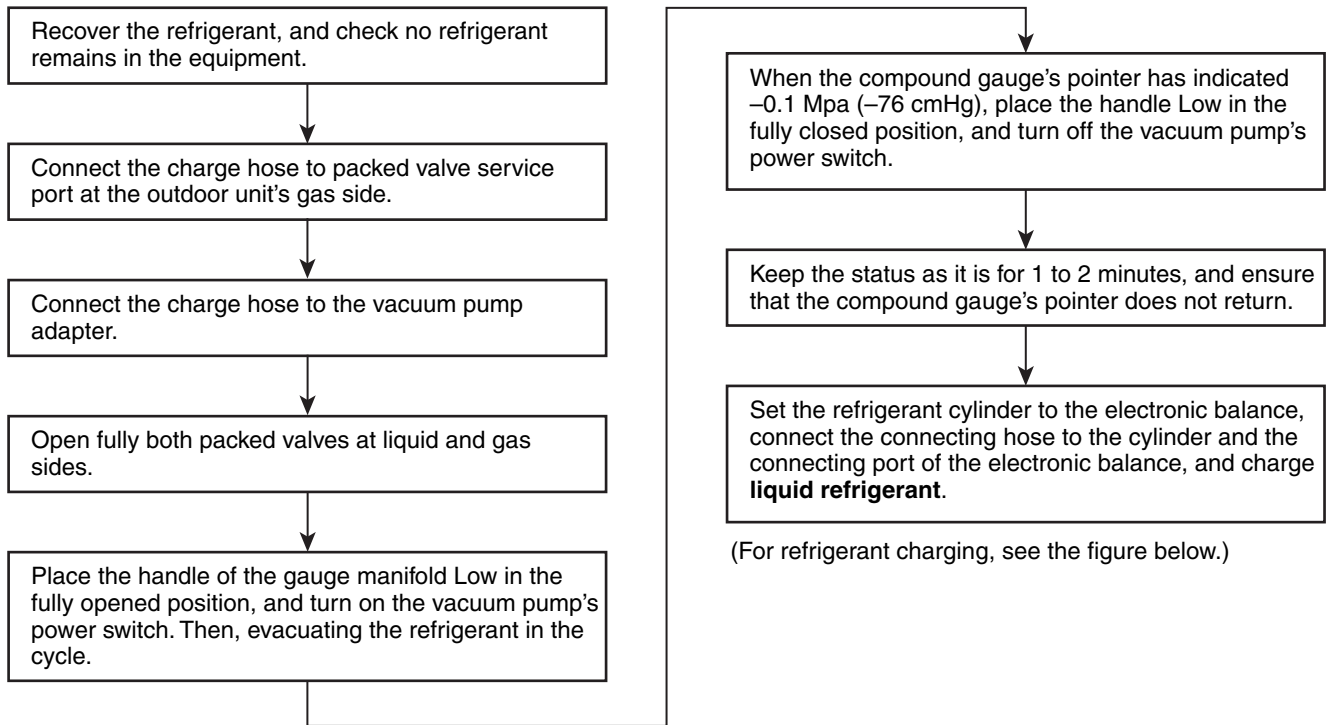 Recover the refrigerant, and check no refrigerant
remains in the equipment.
Connect the charge hose to packed valve service
port at the outdoor unit's gas side.
Connect the charge hose to the vacuum pump
adapter.
Open fully both packed valves at liquid and gas
sides.
Place the handle of the gauge manifold Low in the
fully opened position, and turn on the vacuum pump's
power switch. Then, evacuating the refrigerant in the
cycle.
When the compound gauge's pointer has indicated
–0.1 Mpa (–76 cmHg), place the handle Low in the
fully closed position, and turn off the vacuum pump's
power switch.
Keep the status as it is for 1 to 2 minutes, and ensure
that the compound gauge's pointer does not return.
Set the refrigerant cylinder to the electronic balance,
connect the connecting hose to the cylinder and the
connecting port of the electronic balance, and charge
liquid refrigerant.
(For refrigerant charging, see the figure below.)